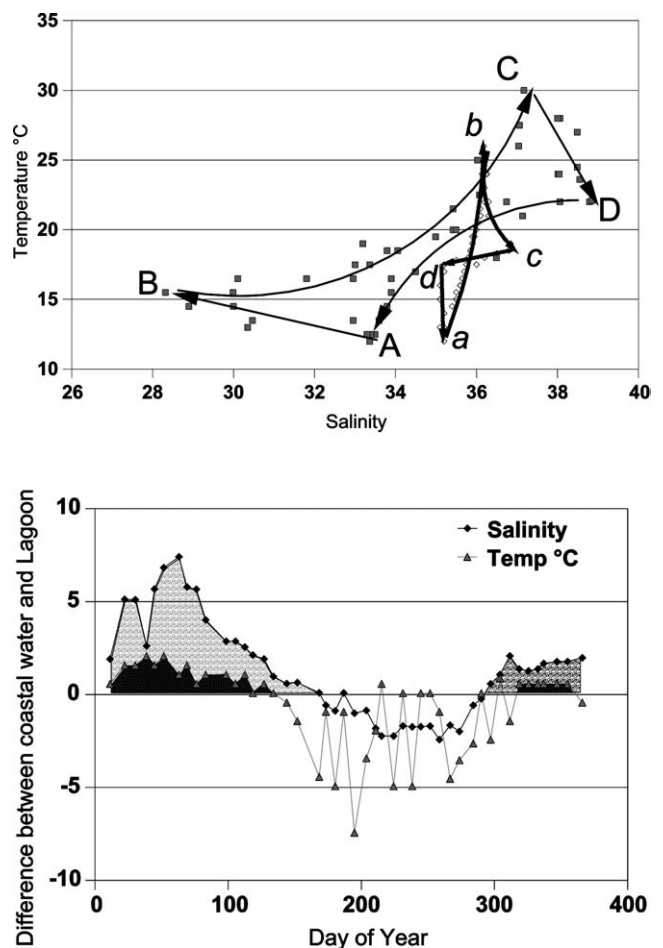 35
30
25
20
15
10
Temperature °C
C
b
D
B
d
c
A
a
26 28 30 32 34 36 38 40
Salinity
10
5
0
-5
-10
Difference between coastal water and Lagoon
Salinity
Temp °C
0 100 200 300 400
Day of Year